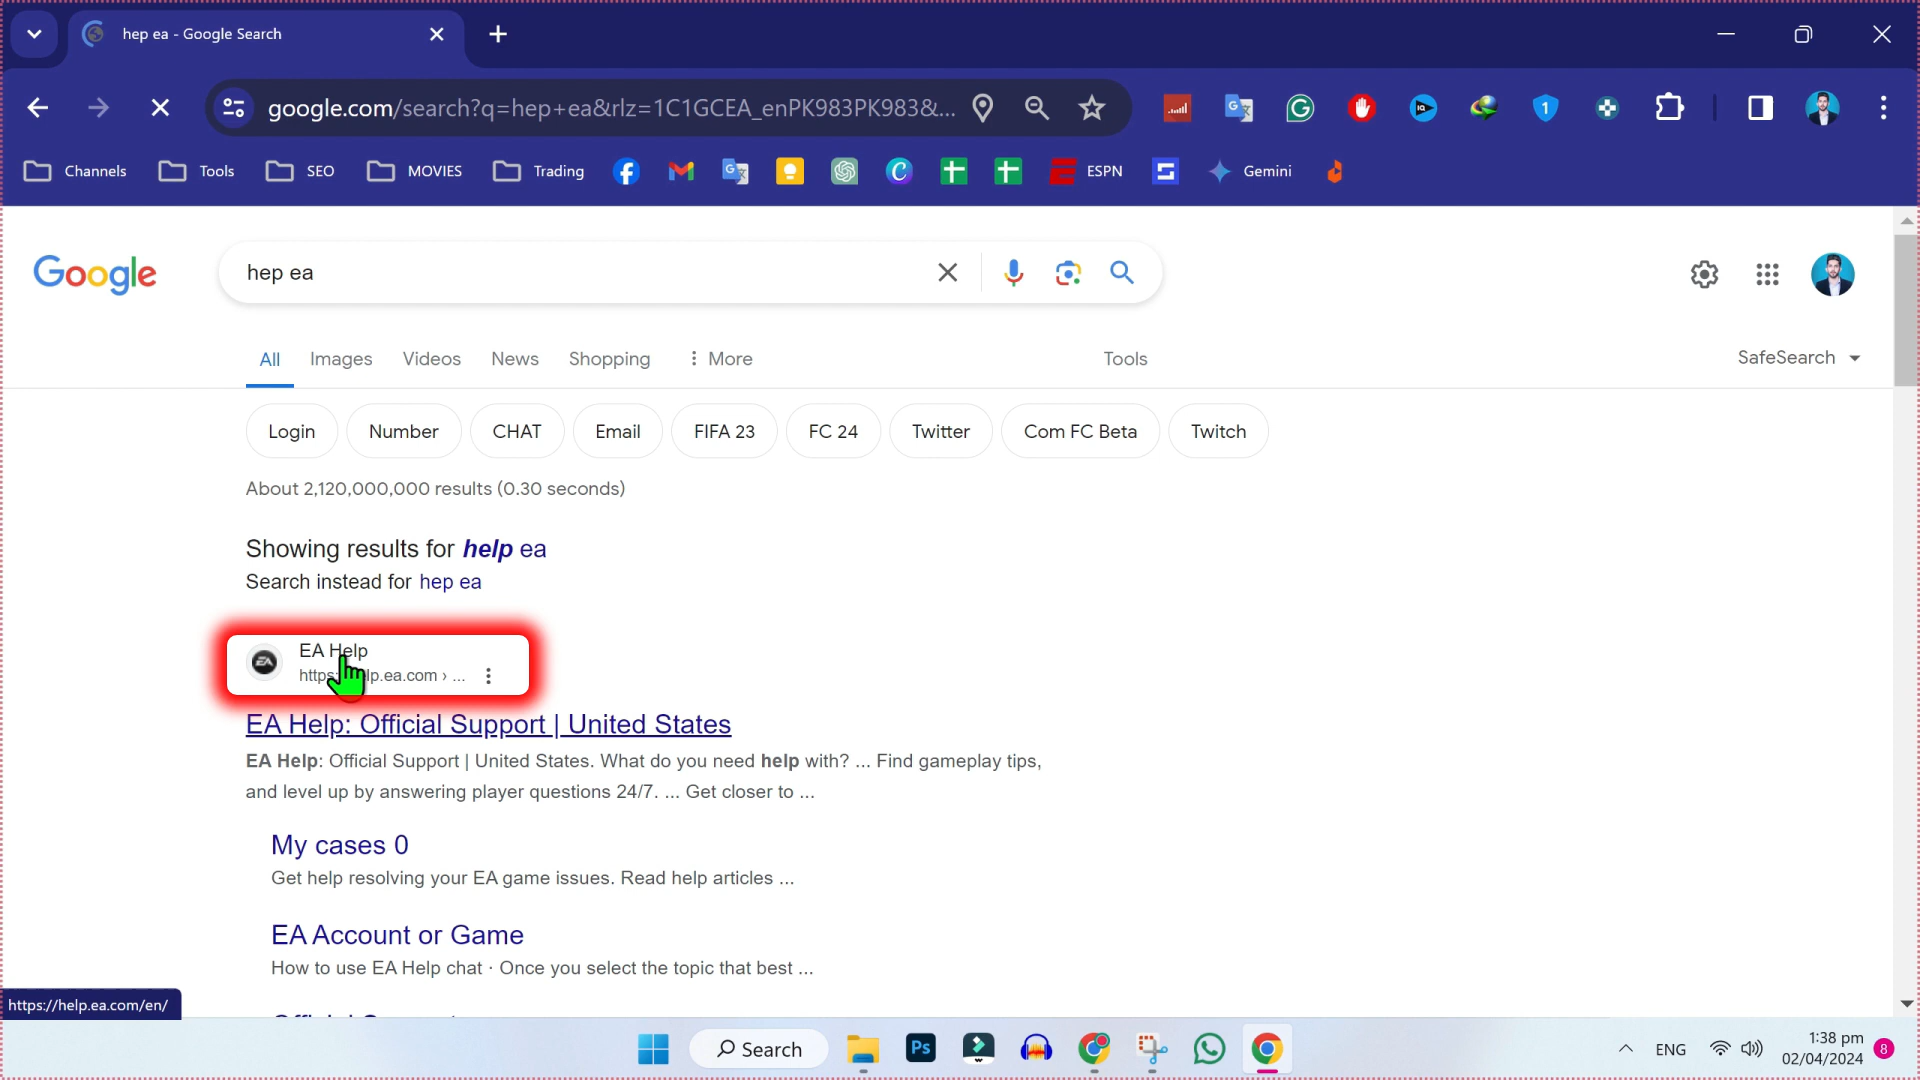 hep ea - Google Search
google.com/search?q=hep+ea&rlz=1C1GCEA_enPK983PK983&...
1
Channels Tools SEO MOVIES Trading ESPN Gemini
Google
hep ea
All Images Videos News Shopping More Tools SafeSearch
Login Number CHAT Email FIFA 23 FC 24 Twitter Com FC Beta Twitch
About 2,120,000,000 results (0.30 seconds)
Showing results for help ea
Search instead for hep ea
EA
EA Help
https: lp.ea.com › ...
EA Help: Official Support | United States
EA Help: Official Support | United States. What do you need help with? ... Find gameplay tips,
and level up by answering player questions 24/7. ... Get closer to ...
My cases 0
Get help resolving your EA game issues. Read help articles ...
EA Account or Game
How to use EA Help chat · Once you select the topic that best ...
https://help.ea.com/en/
Search
Ps
ENG
1:38 pm
02/04/2024
8